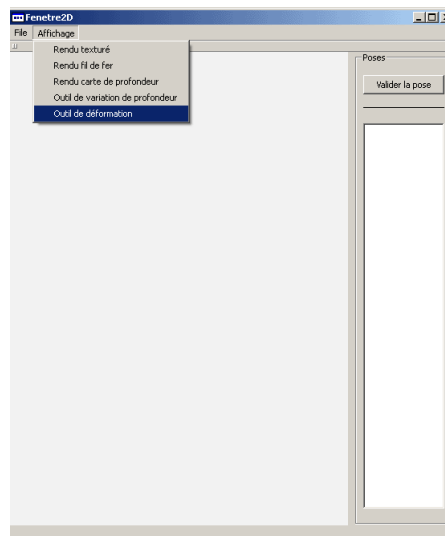 Fenetre2D
File Affichage
Rendu texturé
Rendu fil de fer
Rendu carte de profondeur
Outil de variation de profondeur
Outil de déformation
Poses
Valider la pose